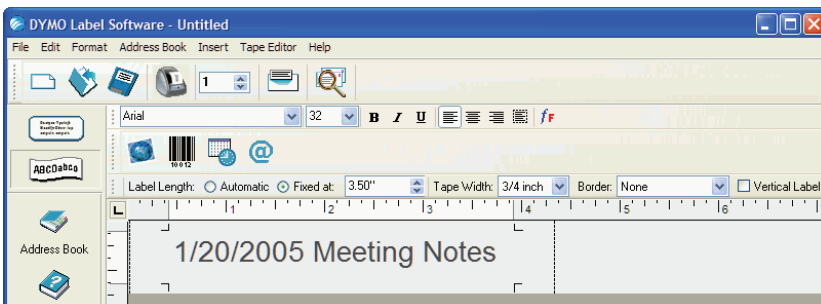 DYMO Label Software - Untitled
File Edit Format Address Book Insert Tape Editor Help
1
Arial 32 B I U fF
ABCDabcD
10012
@
Label Length: Automatic Fixed at: 3.50" Tape Width: 3/4 inch Border: None Vertical Label
L 1 2 3 4 5 6
Address Book
1/20/2005 Meeting Notes